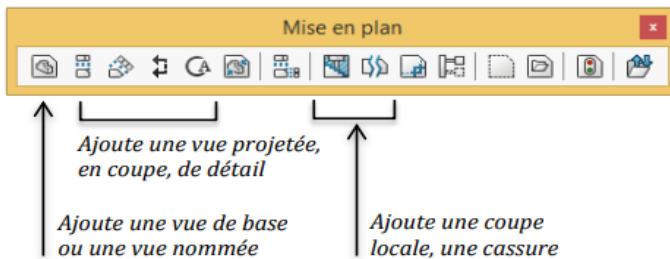 Mise en plan
x
A
Ajoute une vue projetée,
en coupe, de détail
Ajoute une vue de base
ou une vue nommée
Ajoute une coupe
locale, une cassure